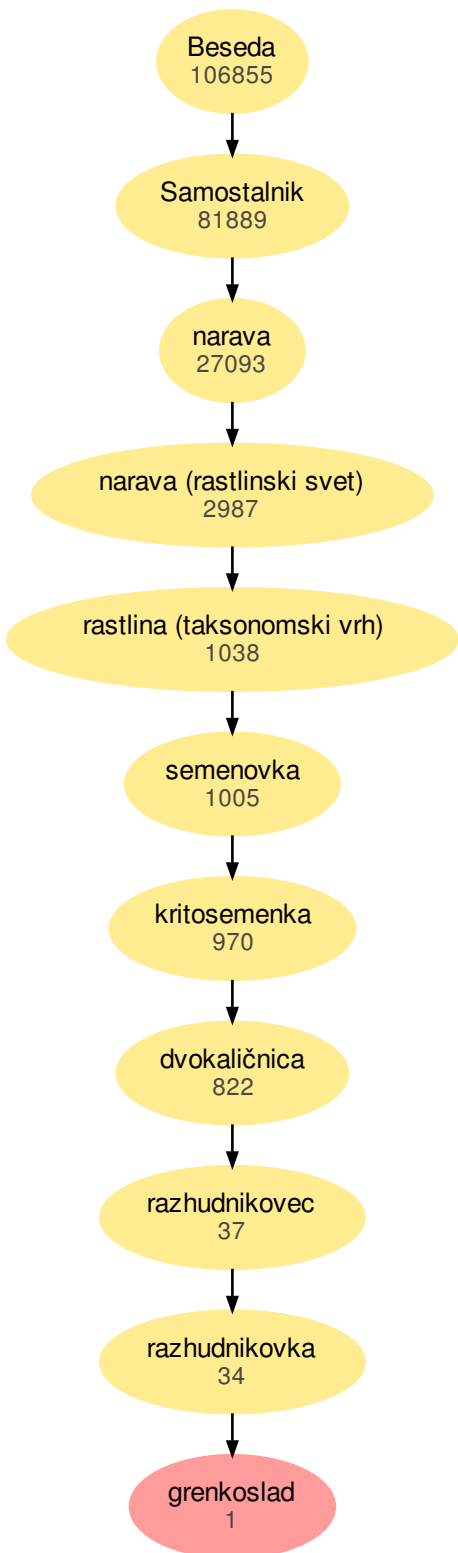 Beseda
106855
Samostalnik
81889
narava
27093
narava (rastlinski svet)
2987
rastlina (taksonomski vrh)
1038
semenovka
1005
kritosemenka
970
dvokaličnica
822
razhudnikovec
37
razhudnikovka
34
grenkoslad
1